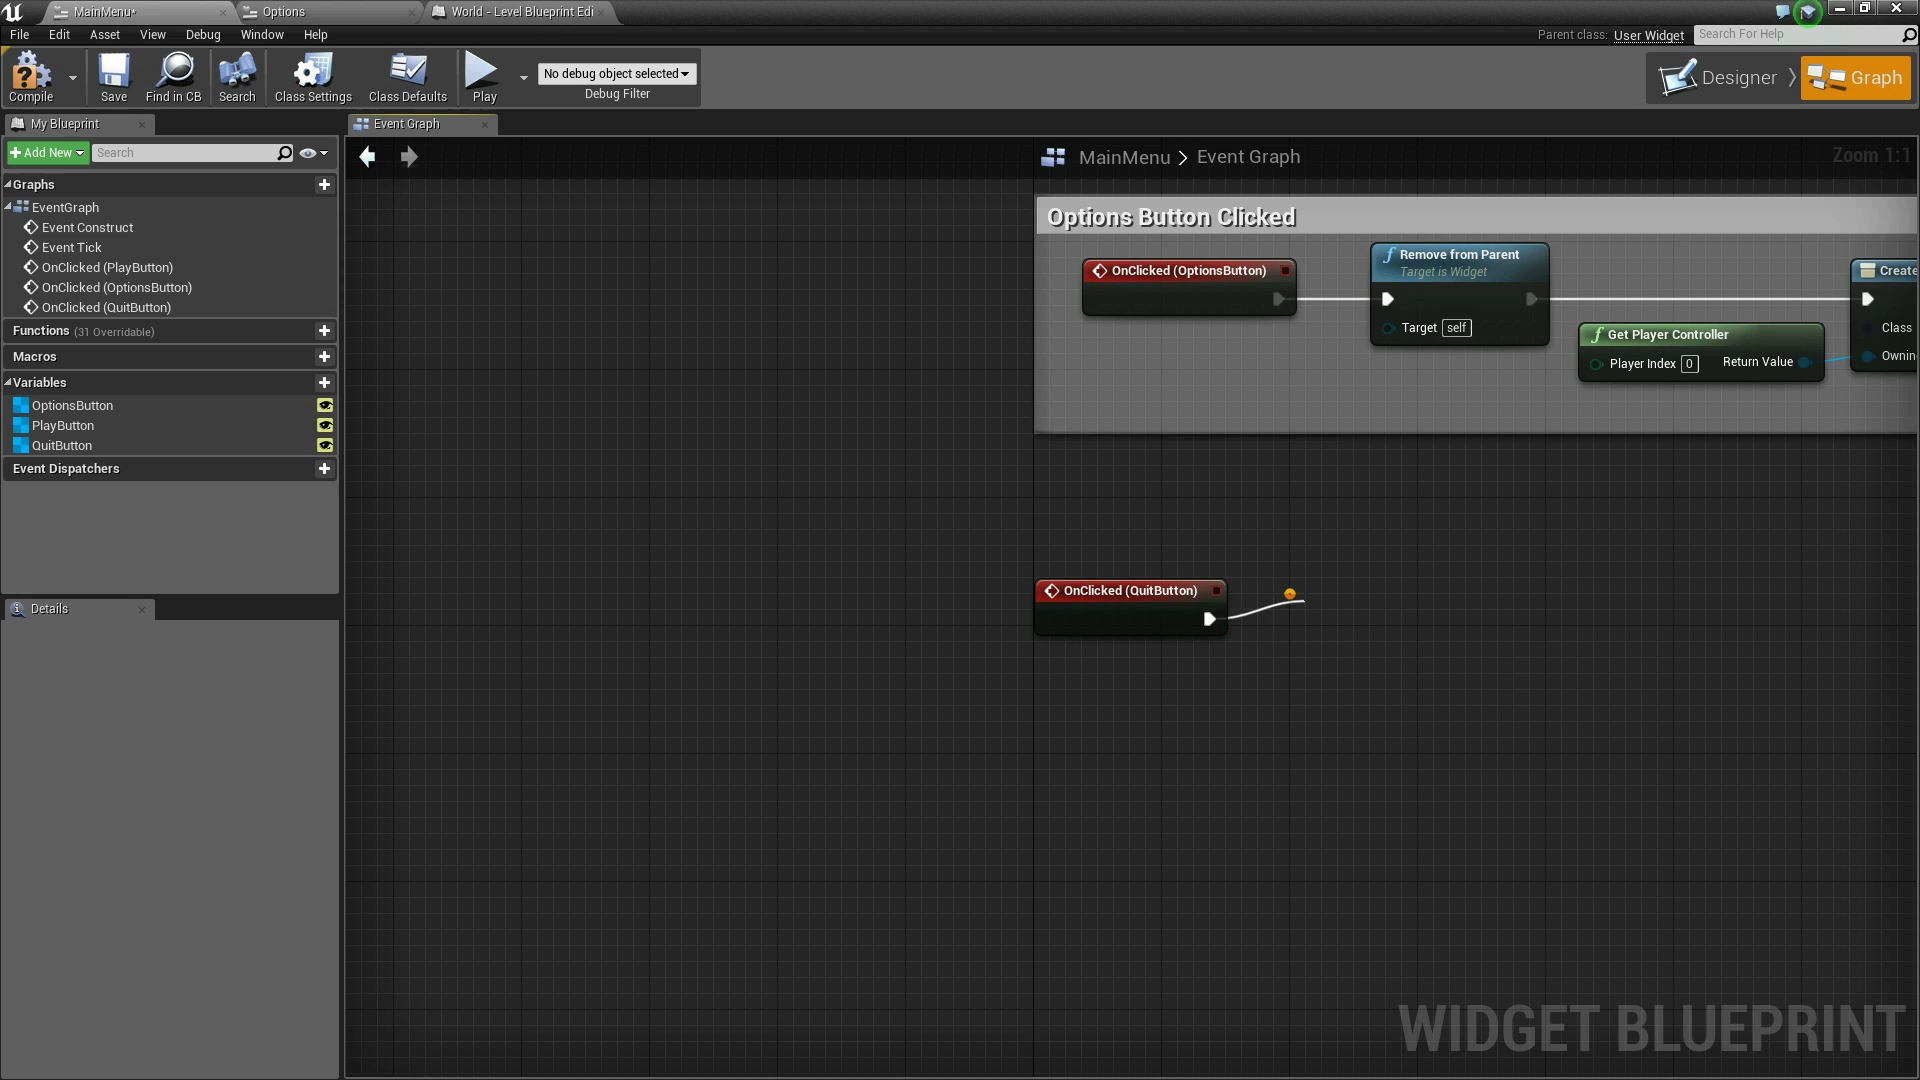 MainMenu*
Options
World - Level Blueprint Edi
File Edit Asset View Debug Window Help
Parent class: User Widget
Search For Help
Compile
Save
Find in CB
Search
Class Settings
Class Defaults
Play
No debug object selected
Debug Filter
Designer
Graph
My Blueprint
Event Graph
Add New
Search
MainMenu > Event Graph
Zoom 1:1
Graphs
EventGraph
Event Construct
Event Tick
OnClicked (PlayButton)
OnClicked (OptionsButton)
OnClicked (QuitButton)
Functions (31 Overridable)
Macros
Variables
OptionsButton
PlayButton
QuitButton
Event Dispatchers
Details
Options Button Clicked
OnClicked (OptionsButton)
Remove from Parent
Target is Widget
Target self
Get Player Controller
Player Index 0
Return Value
Create
Class
Ownin
OnClicked (QuitButton)
WIDGET BLUEPRINT